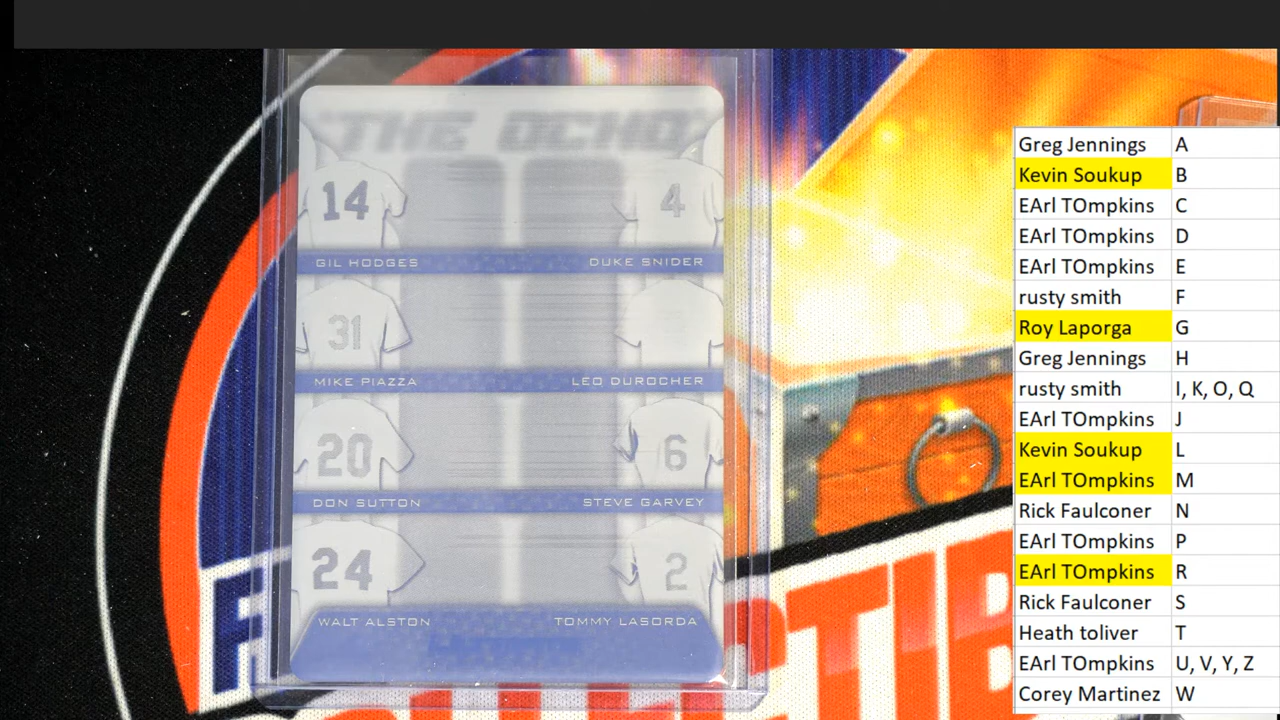 "THE OCHO"
14
4
GIL HODGES DUKE SNIDER
31
MIKE PIAZZA LEO DUROCHER
20
6
DON SUTTON STEVE GARVEY
24
2
WALT ALSTON TOMMY LASORDA
Greg Jennings A
Kevin Soukup B
EArl TOmpkins C
EArl TOmpkins D
EArl TOmpkins E
rusty smith F
Roy Laporga G
Greg Jennings H
rusty smith I, K, O, Q
EArl TOmpkins J
Kevin Soukup L
EArl TOmpkins M
Rick Faulconer N
EArl TOmpkins P
EArl TOmpkins R
Rick Faulconer S
Heath toliver T
EArl TOmpkins U, V, Y, Z
Corey Martinez W